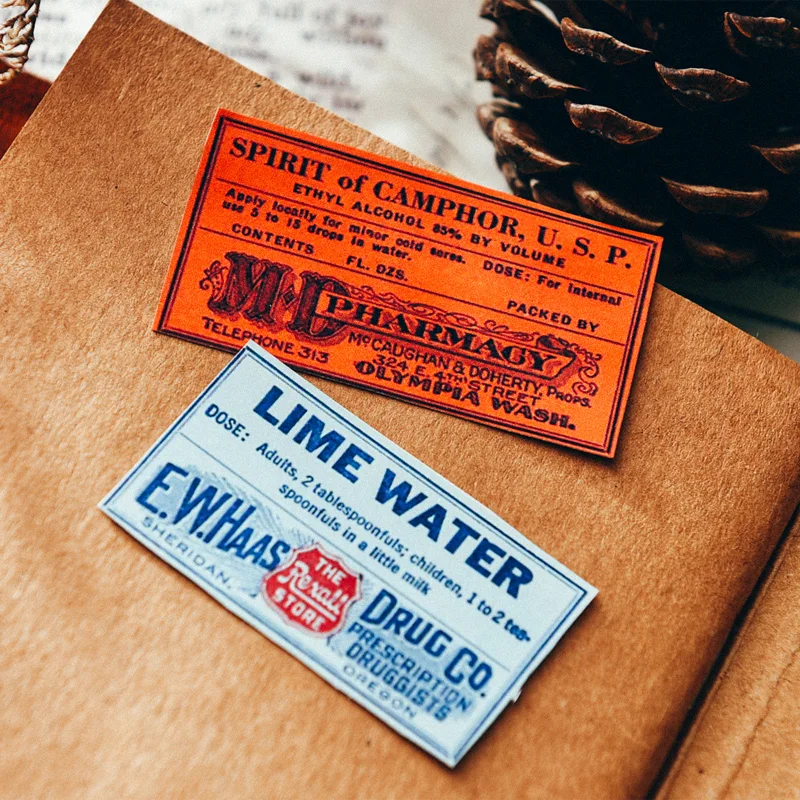 SPIRIT of CAMPHOR, U. S. P.
ETHYL ALCOHOL 85% BY VOLUME
Apply locally for minor cold sores. DOSE: For internal
use 5 to 15 drops in water.
CONTENTS FL. OZS. PACKED BY
M·D PHARMACY
TELEPHONE 313
McCAUGHAN & DOHERTY, PROPS.
324 E. 4TH STREET
OLYMPIA WASH.
LIME WATER
DOSE: Adults, 2 tablespoonfuls; children, 1 to 2 tea-
spoonfuls in a little milk
E.W.HAAS THE Rexall STORE DRUG CO.
PRESCRIPTION
DRUGGISTS
SHERIDAN, OREGON